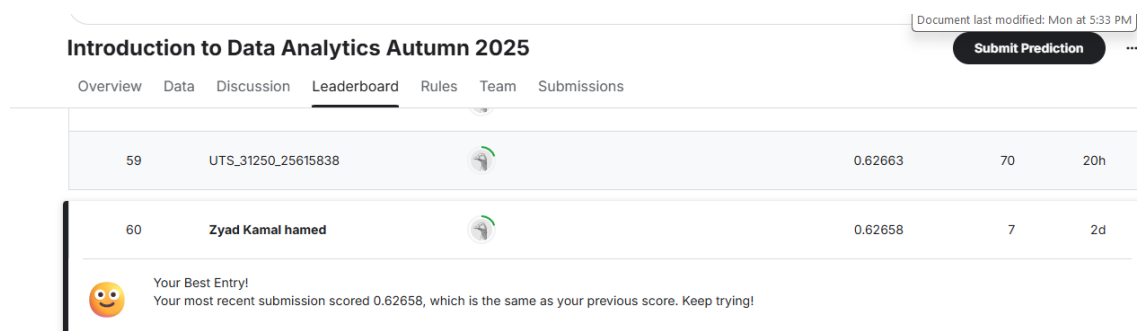 Document last modified: Mon at 5:33 PM
Introduction to Data Analytics Autumn 2025
Submit Prediction
...
Overview Data Discussion Leaderboard Rules Team Submissions
59 UTS_31250_25615838 0.62663 70 20h
60 Zyad Kamal hamed 0.62658 7 2d
Your Best Entry!
Your most recent submission scored 0.62658, which is the same as your previous score. Keep trying!